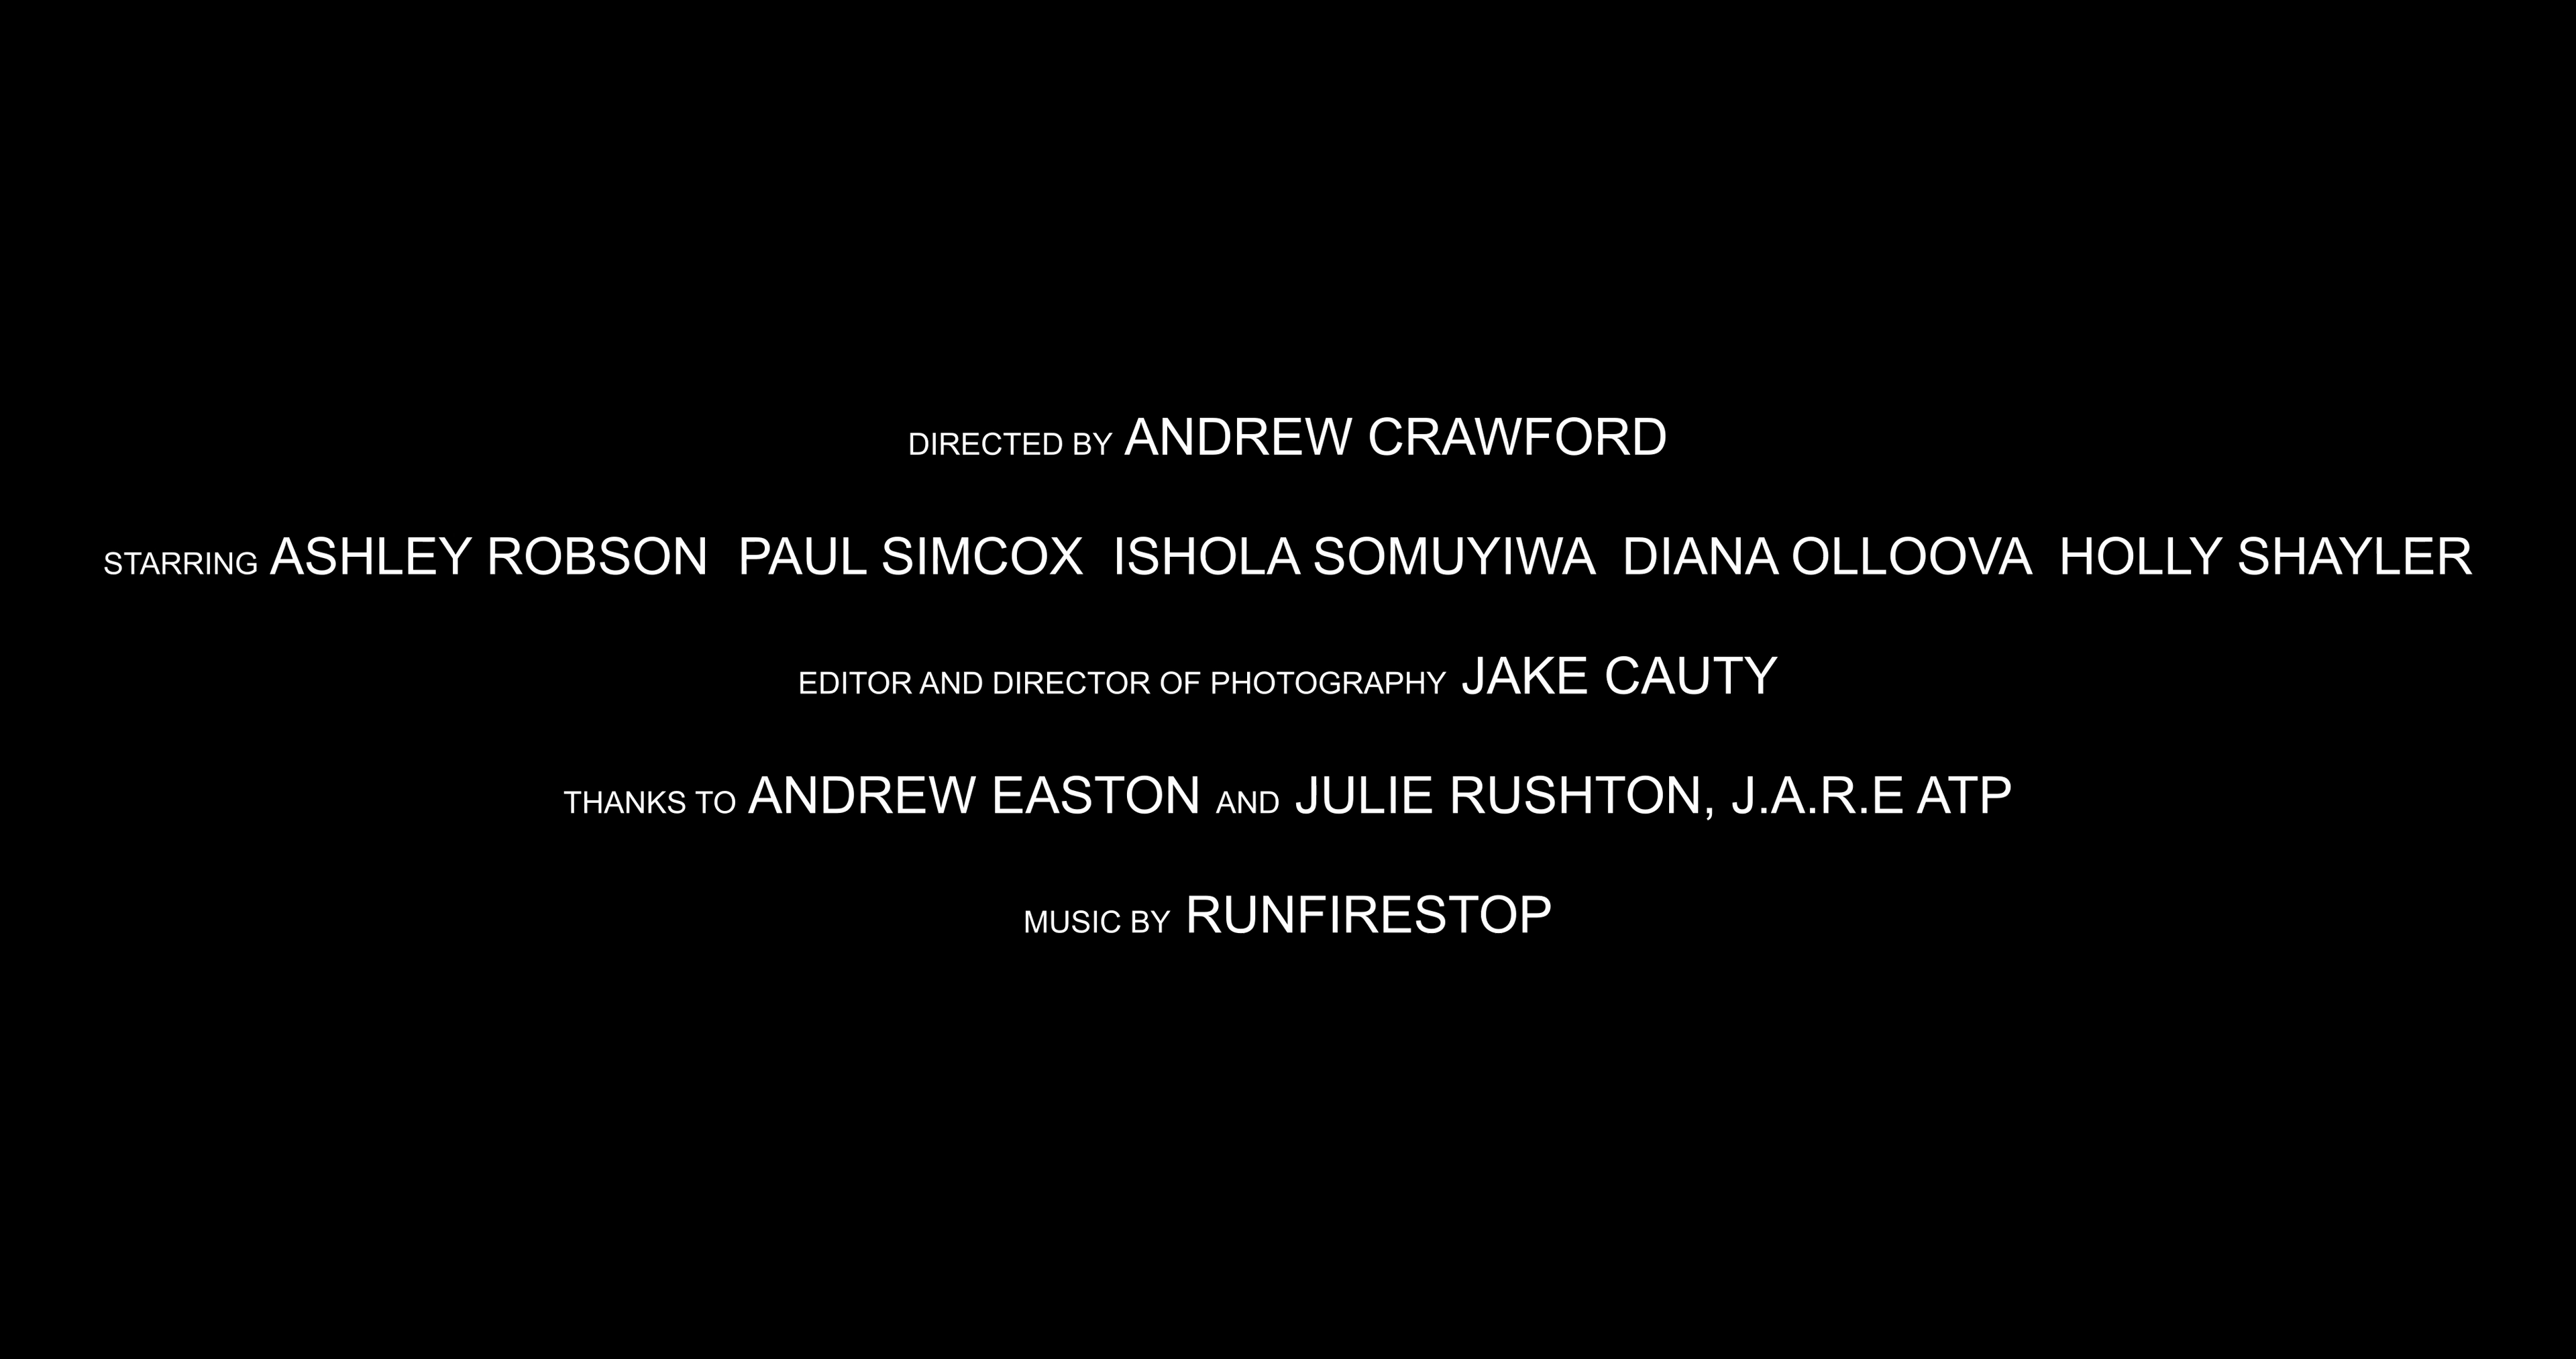 DIRECTED BY ANDREW CRAWFORD
STARRING ASHLEY ROBSON PAUL SIMCOX ISHOLA SOMUYIWA DIANA OLLOOVA HOLLY SHAYLER
EDITOR AND DIRECTOR OF PHOTOGRAPHY JAKE CAUTY
THANKS TO ANDREW EASTON AND JULIE RUSHTON, J.A.R.E ATP
MUSIC BY RUNFIRESTOP